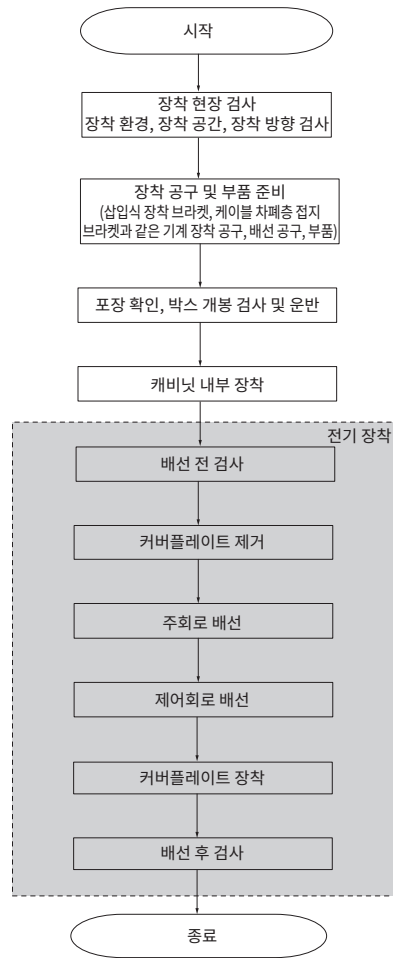 시작
장착 현장 검사
장착 환경, 장착 공간, 장착 방향 검사
장착 공구 및 부품 준비
(삽입식 장착 브라켓, 케이블 차폐층 접지
브라켓과 같은 기계 장착 공구, 배선 공구, 부품)
포장 확인, 박스 개봉 검사 및 운반
캐비닛 내부 장착
전기 장착
배선 전 검사
커버플레이트 제거
주회로 배선
제어회로 배선
커버플레이트 장착
배선 후 검사
종료